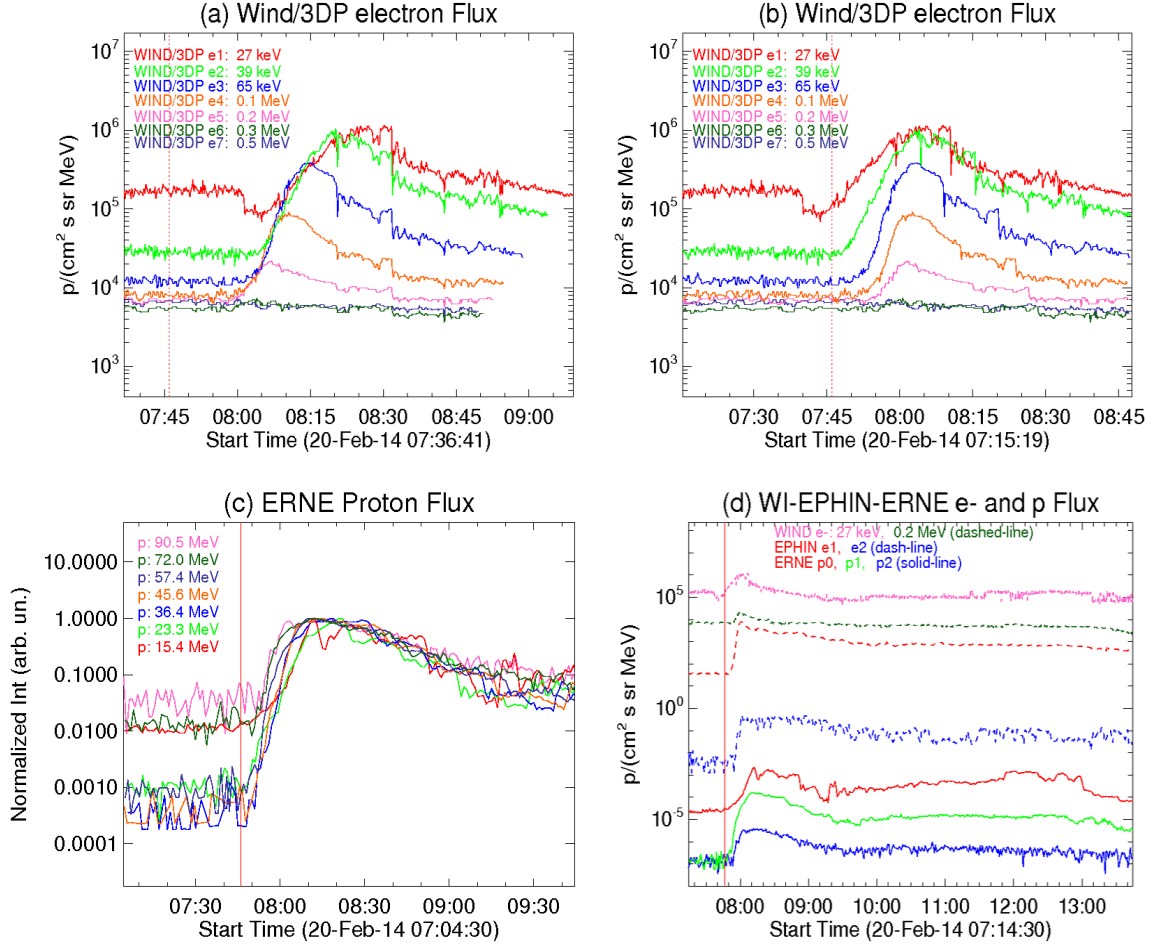 (a) Wind/3DP electron Flux
10⁷
10⁶
10⁵
10⁴
10³
p/(cm² s sr MeV)
WIND/3DP e1: 27 keV
WIND/3DP e2: 39 keV
WIND/3DP e3: 65 keV
WIND/3DP e4: 0.1 MeV
WIND/3DP e5: 0.2 MeV
WIND/3DP e6: 0.3 MeV
WIND/3DP e7: 0.5 MeV
07:45 08:00 08:15 08:30 08:45 09:00
Start Time (20-Feb-14 07:36:41)
(b) Wind/3DP electron Flux
10⁷
10⁶
10⁵
10⁴
10³
p/(cm² s sr MeV)
WIND/3DP e1: 27 keV
WIND/3DP e2: 39 keV
WIND/3DP e3: 65 keV
WIND/3DP e4: 0.1 MeV
WIND/3DP e5: 0.2 MeV
WIND/3DP e6: 0.3 MeV
WIND/3DP e7: 0.5 MeV
07:30 07:45 08:00 08:15 08:30 08:45
Start Time (20-Feb-14 07:15:19)
(c) ERNE Proton Flux
10.0000
1.0000
0.1000
0.0100
0.0010
0.0001
Normalized Int (arb. un.)
p: 90.5 MeV
p: 72.0 MeV
p: 57.4 MeV
p: 45.6 MeV
p: 36.4 MeV
p: 23.3 MeV
p: 15.4 MeV
07:30 08:00 08:30 09:00 09:30
Start Time (20-Feb-14 07:04:30)
(d) WI-EPHIN-ERNE e- and p Flux
WIND e-: 27 keV, 0.2 MeV (dashed-line)
EPHIN e1, e2 (dash-line)
ERNE p0, p1, p2 (solid-line)
10⁵
10⁰
10⁻⁵
p/(cm² s sr MeV)
08:00 09:00 10:00 11:00 12:00 13:00
Start Time (20-Feb-14 07:14:30)